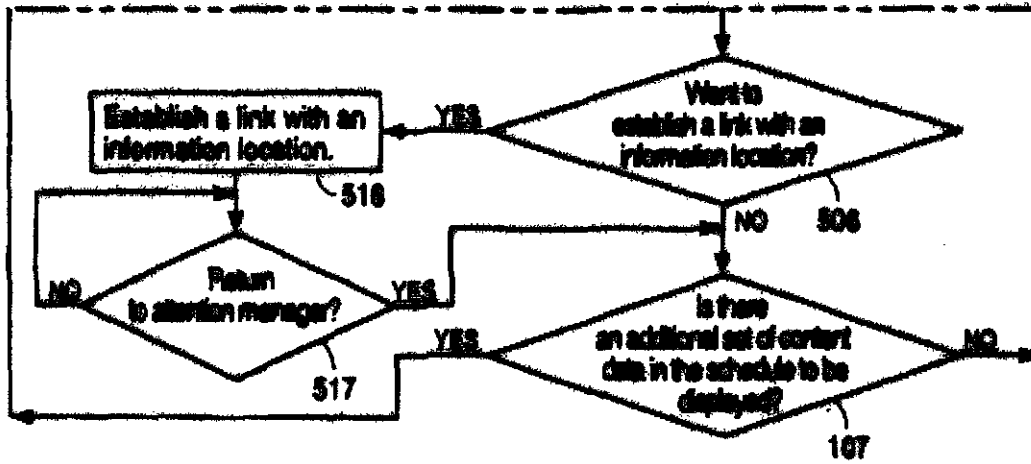 Want to
establish a link with an
information location?
506
YES
NO
Establish a link with an
information location.
516
Return
to attention manager?
517
NO
YES
Is there
an additional set of content
data in the schedule to be
displayed?
107
YES
NO